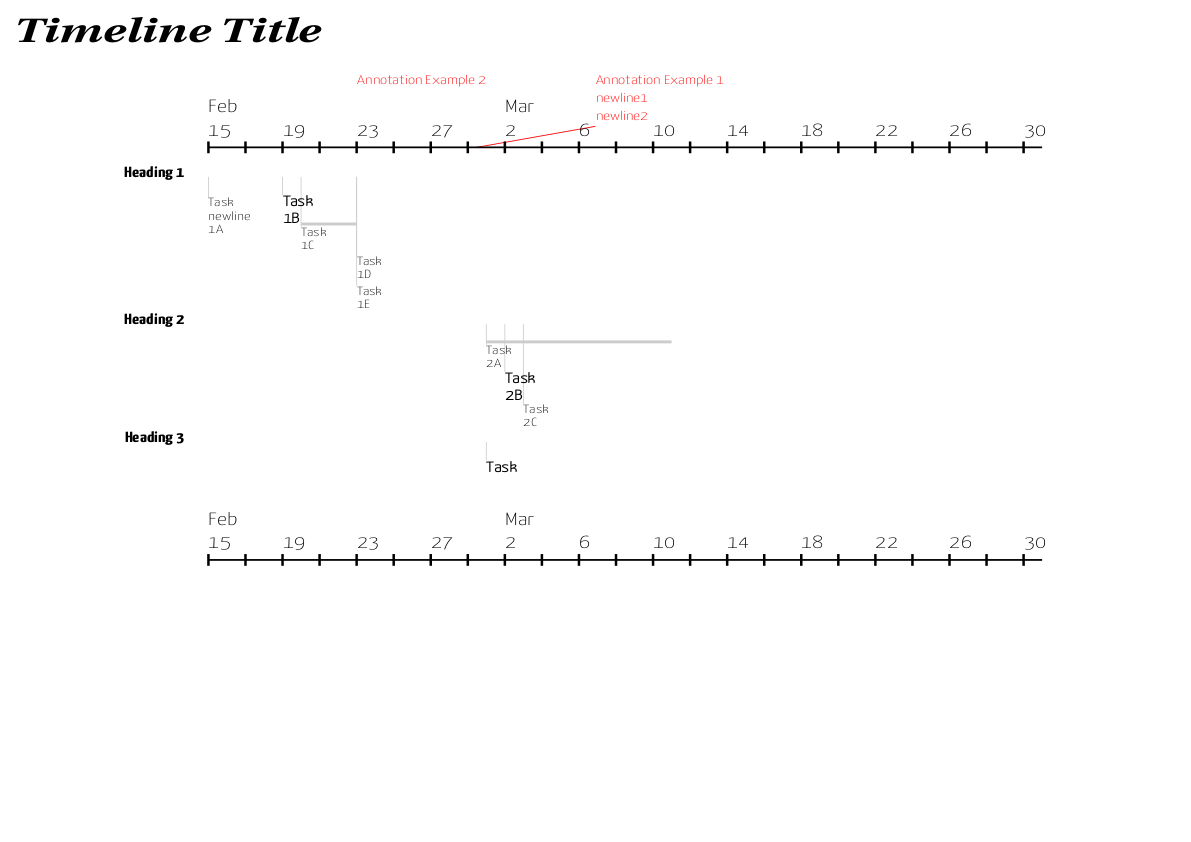 Timeline Title
Annotation Example 2
Annotation Example 1
newline1
newline2
Feb Mar
15 19 23 27 2 6 10 14 18 22 26 30
Heading 1
Task
newline
1A
Task
1B
Task
1C
Task
1D
Task
1E
Heading 2
Task
2A
Task
2B
Task
2C
Heading 3
Task
Feb Mar
15 19 23 27 2 6 10 14 18 22 26 30